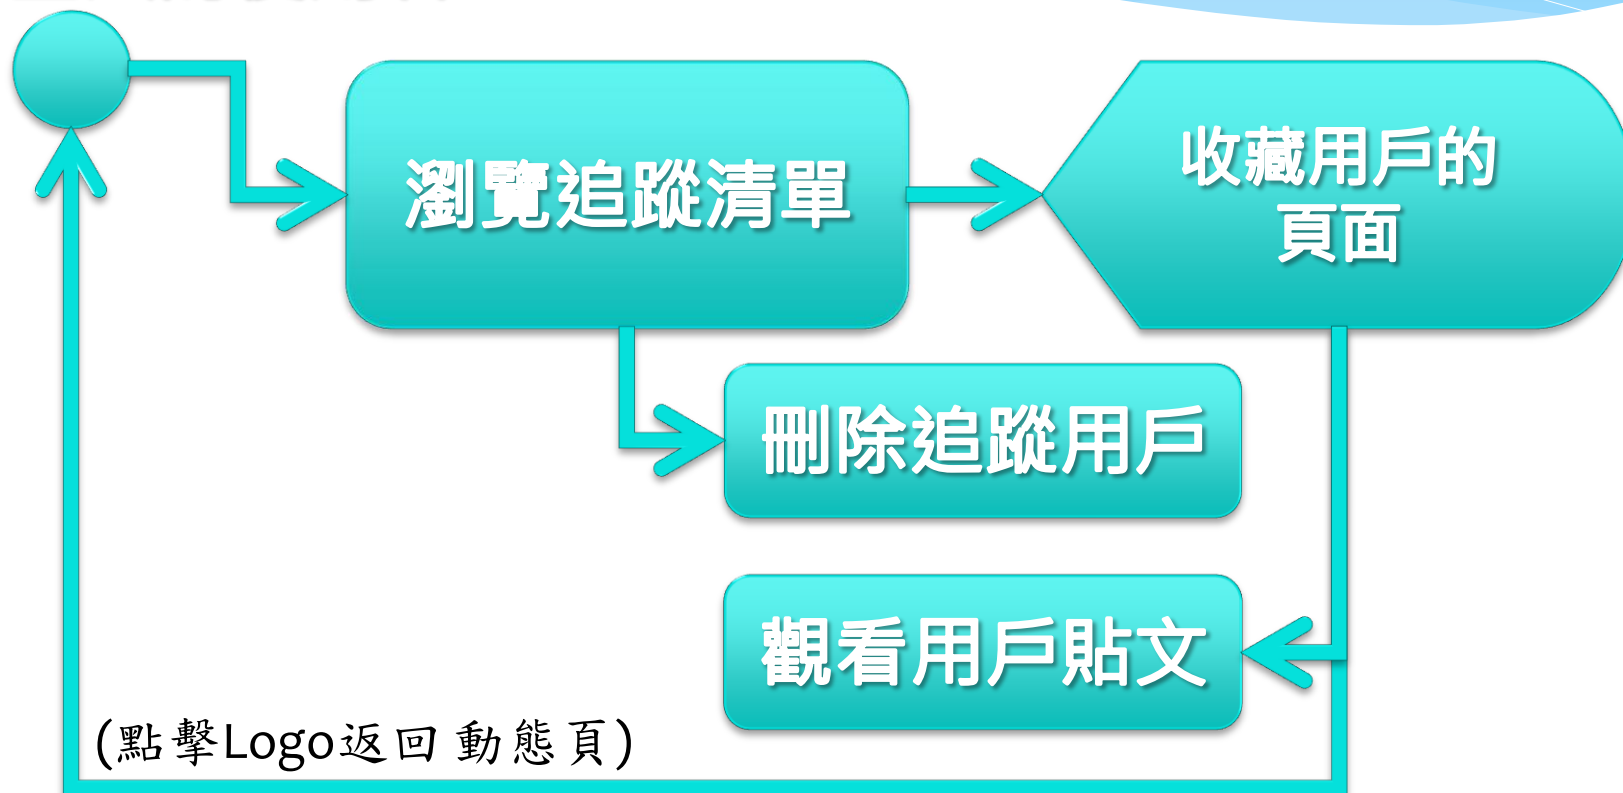 瀏覽追蹤清單
收藏用戶的
頁面
刪除追蹤用戶
觀看用戶貼文
(點擊Logo返回動態頁)